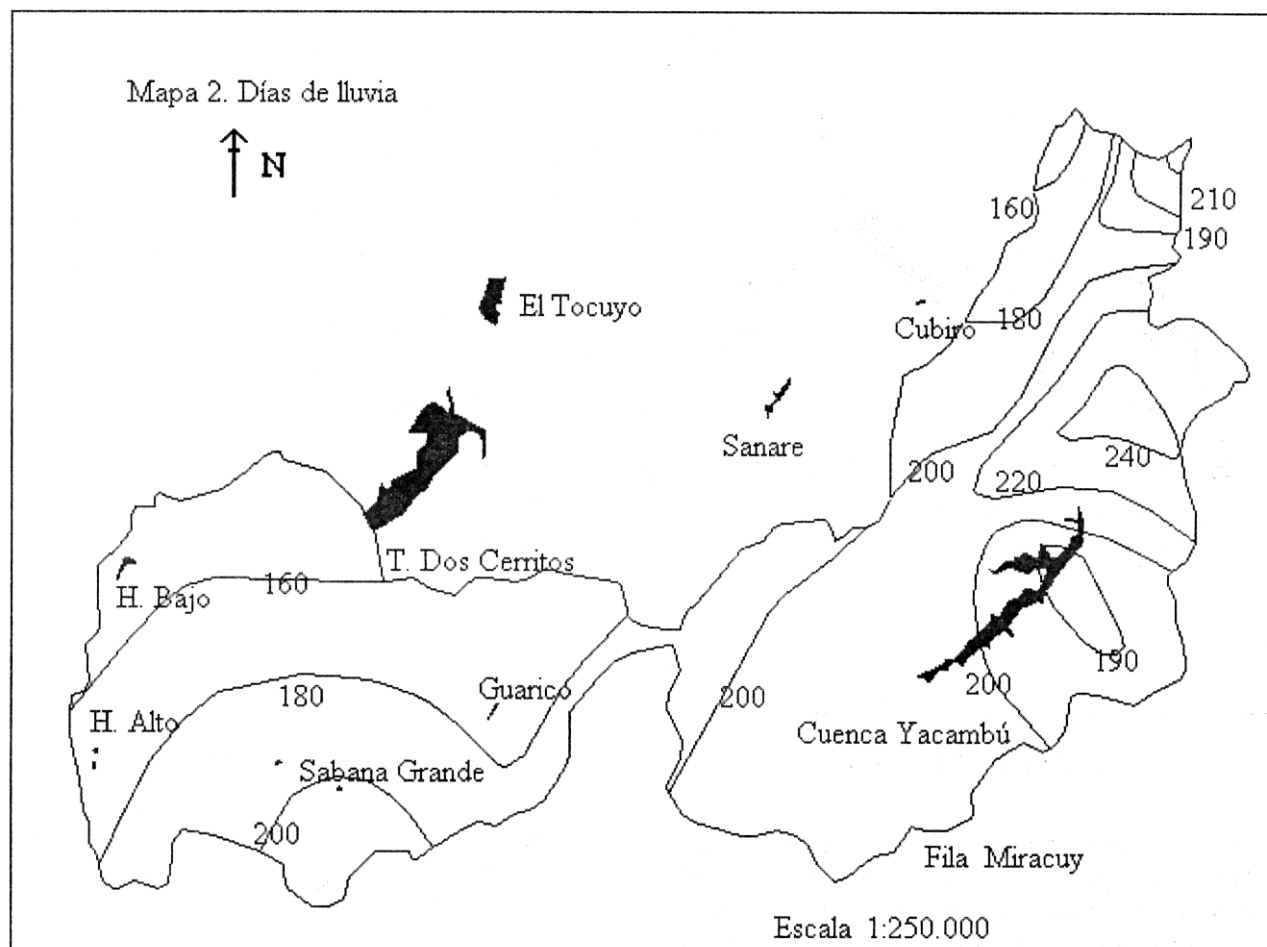 Mapa 2. Días de lluvia
N
160
210
190
El Tocuyo
Cubiro
180
Sanare
200
220
240
T. Dos Cerritos
H. Bajo
160
Guarico
180
200
200
190
H. Alto
Cuenca Yacambú
Sabana Grande
200
Fila Miracuy
Escala 1:250.000